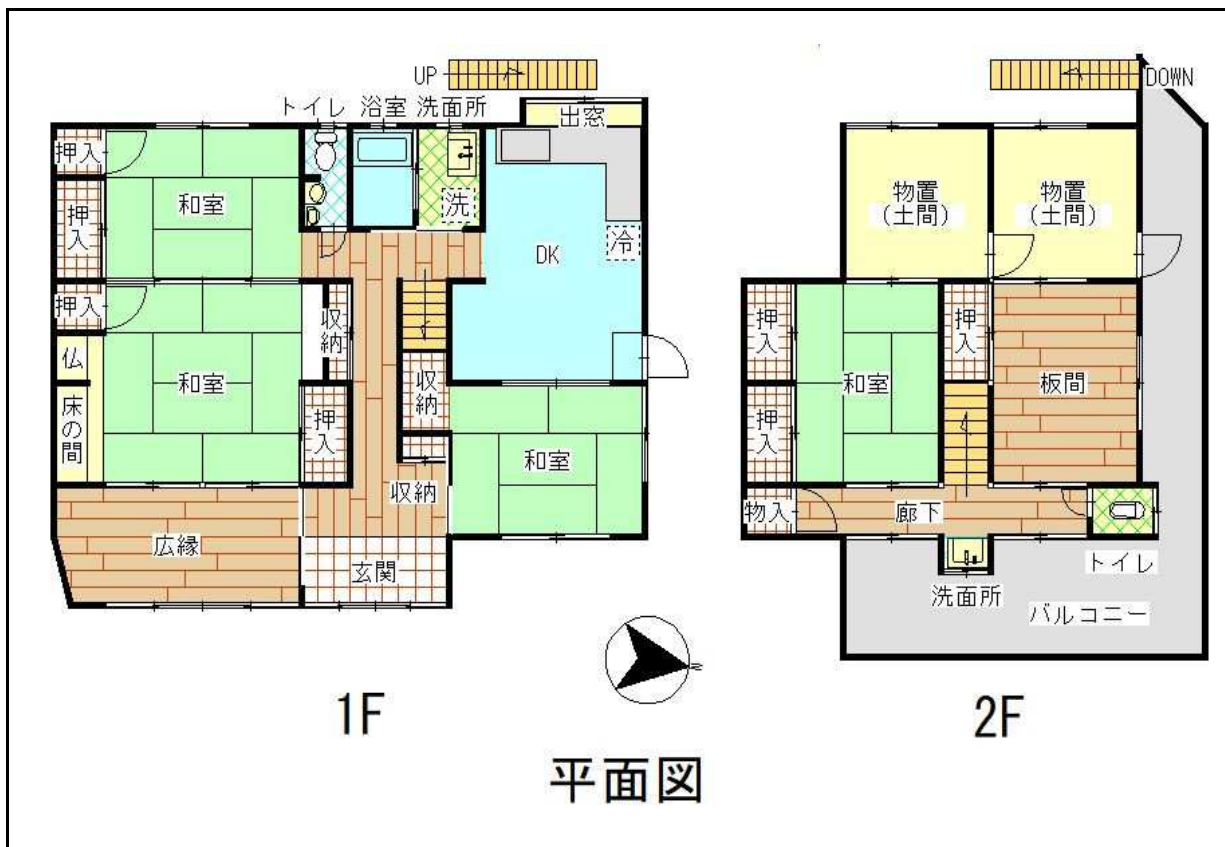 UP
トイレ
浴室
洗面所
出窓
押入
和室
押入
洗
冷
DK
押入
収納
仏
和室
床の間
押入
収納
和室
収納
広縁
玄関
1F
DOWN
物置
(土間)
物置
(土間)
押入
押入
和室
板間
押入
物入
廊下
トイレ
洗面所
バルコニー
2F
平面図